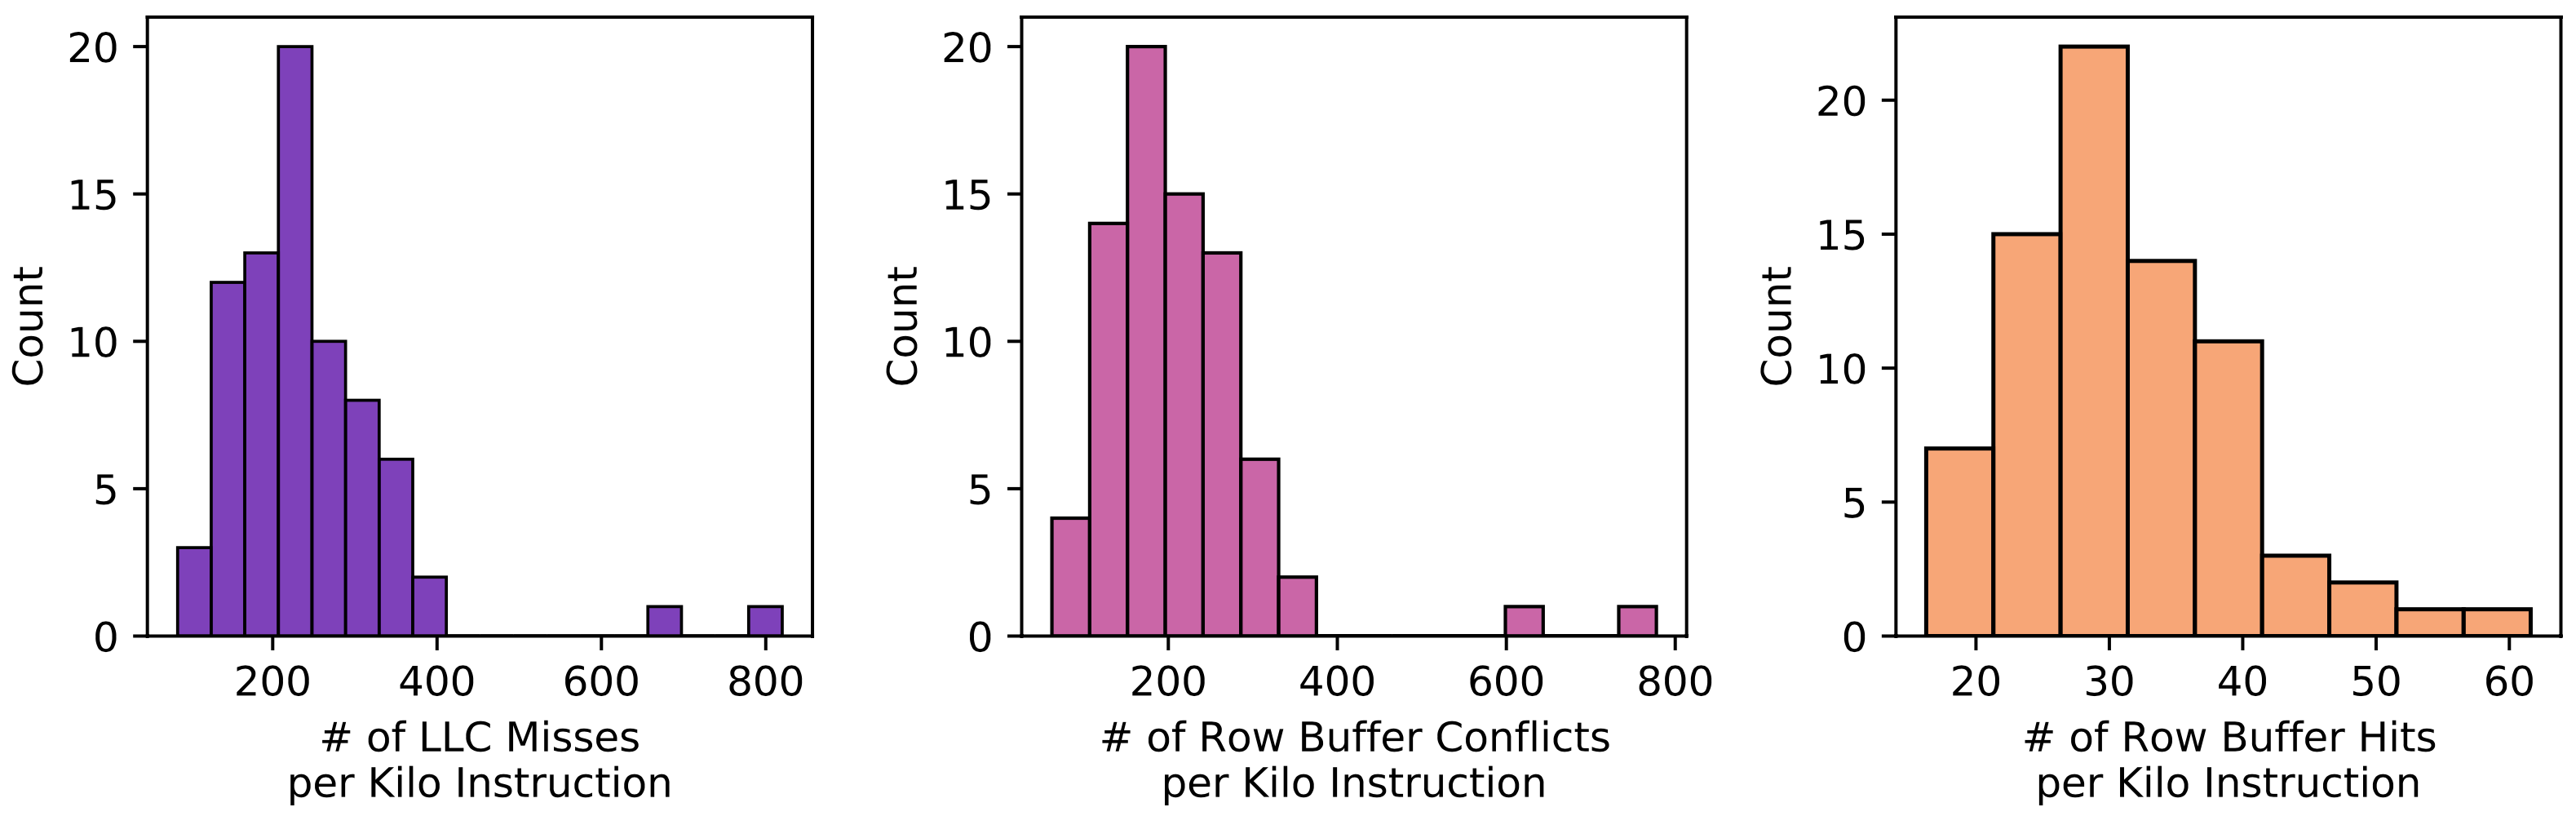 20
15
10
5
0
Count
200 400 600 800
# of LLC Misses
per Kilo Instruction
20
15
10
5
0
Count
200 400 600 800
# of Row Buffer Conflicts
per Kilo Instruction
20
15
10
5
0
Count
20 30 40 50 60
# of Row Buffer Hits
per Kilo Instruction